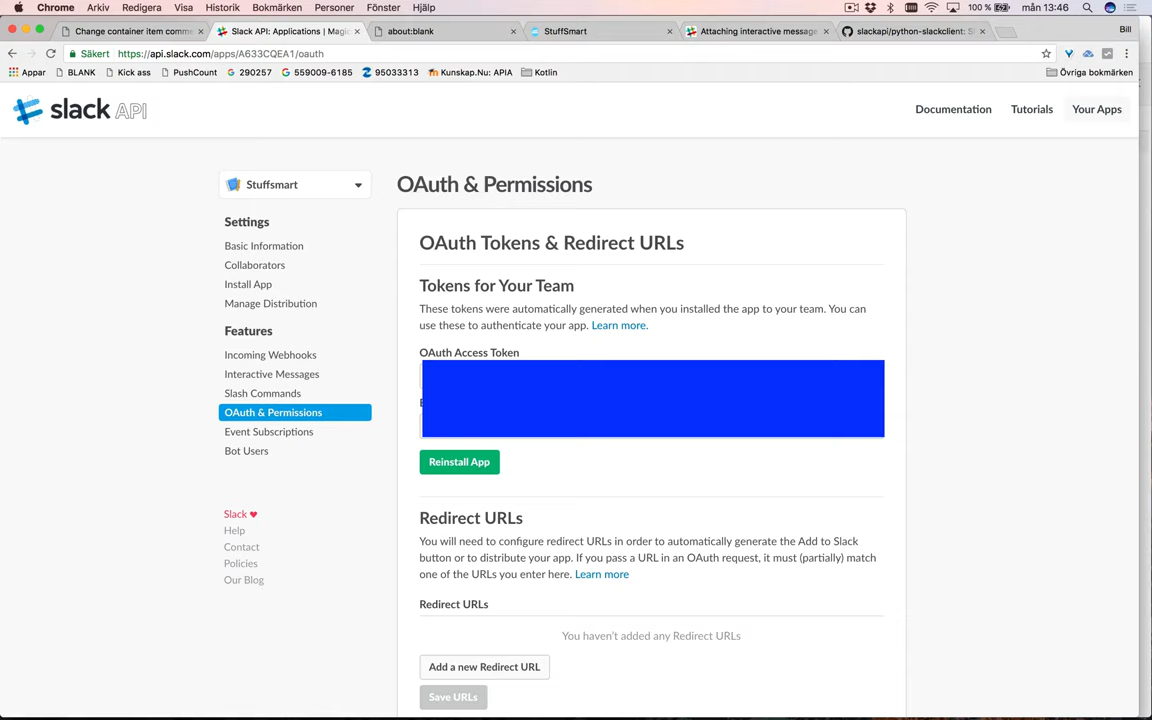 Chrome Arkiv Redigera Visa Historik Bokmärken Personer Fönster Hjälp 100 % mån 13:46
Change container item comme × Slack API: Applications | Magic × about:blank × StuffSmart × Attaching interactive message × slackapi/python-slackclient: Sl × Bill
Säkert https://api.slack.com/apps/A633CQEA1/oauth
Appar BLANK Kick ass PushCount 290257 559009-6185 95033313 Kunskap.Nu: APIA Kotlin Övriga bokmärken
slack API Documentation Tutorials Your Apps
Stuffsmart
Settings
Basic Information
Collaborators
Install App
Manage Distribution
Features
Incoming Webhooks
Interactive Messages
Slash Commands
OAuth & Permissions
Event Subscriptions
Bot Users
Slack ♥
Help
Contact
Policies
Our Blog
OAuth & Permissions
OAuth Tokens & Redirect URLs
Tokens for Your Team
These tokens were automatically generated when you installed the app to your team. You can
use these to authenticate your app. Learn more.
OAuth Access Token
Reinstall App
Redirect URLs
You will need to configure redirect URLs in order to automatically generate the Add to Slack
button or to distribute your app. If you pass a URL in an OAuth request, it must (partially) match
one of the URLs you enter here. Learn more
Redirect URLs
You haven't added any Redirect URLs
Add a new Redirect URL
Save URLs